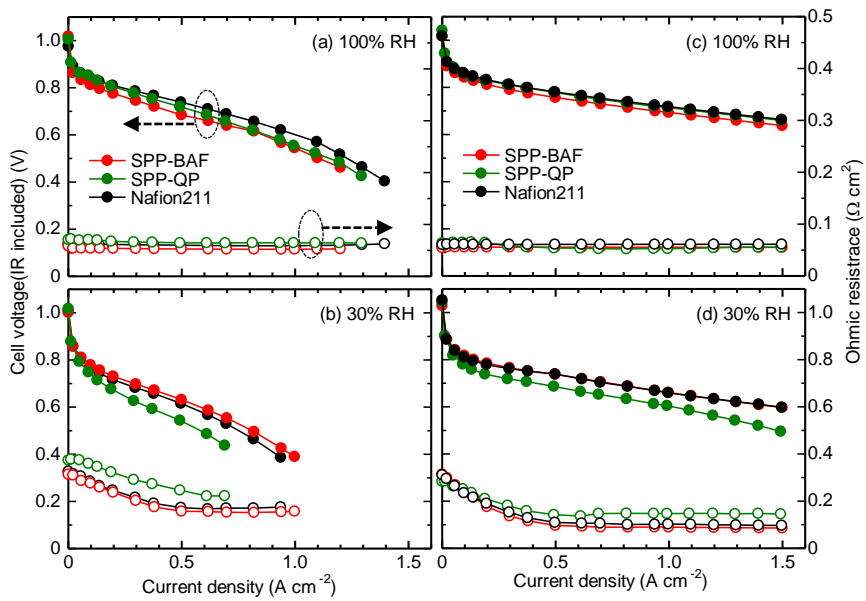 (a) 100% RH
(c) 100% RH
(b) 30% RH
(d) 30% RH
SPP-BAF
SPP-QP
Nafion211
SPP-BAF
SPP-QP
Nafion211
Cell voltage(IR included) (V)
Ohmic resistrace (Ω cm²)
1.0
0.8
0.6
0.4
0.2
0
1.0
0.8
0.6
0.4
0.2
0
0.5
0.4
0.3
0.2
0.1
0
0.4
0.3
0.2
0.1
0
0
0.5
1.0
1.5
0
0.5
1.0
1.5
Current density (A cm⁻²)
Current density (A cm⁻²)